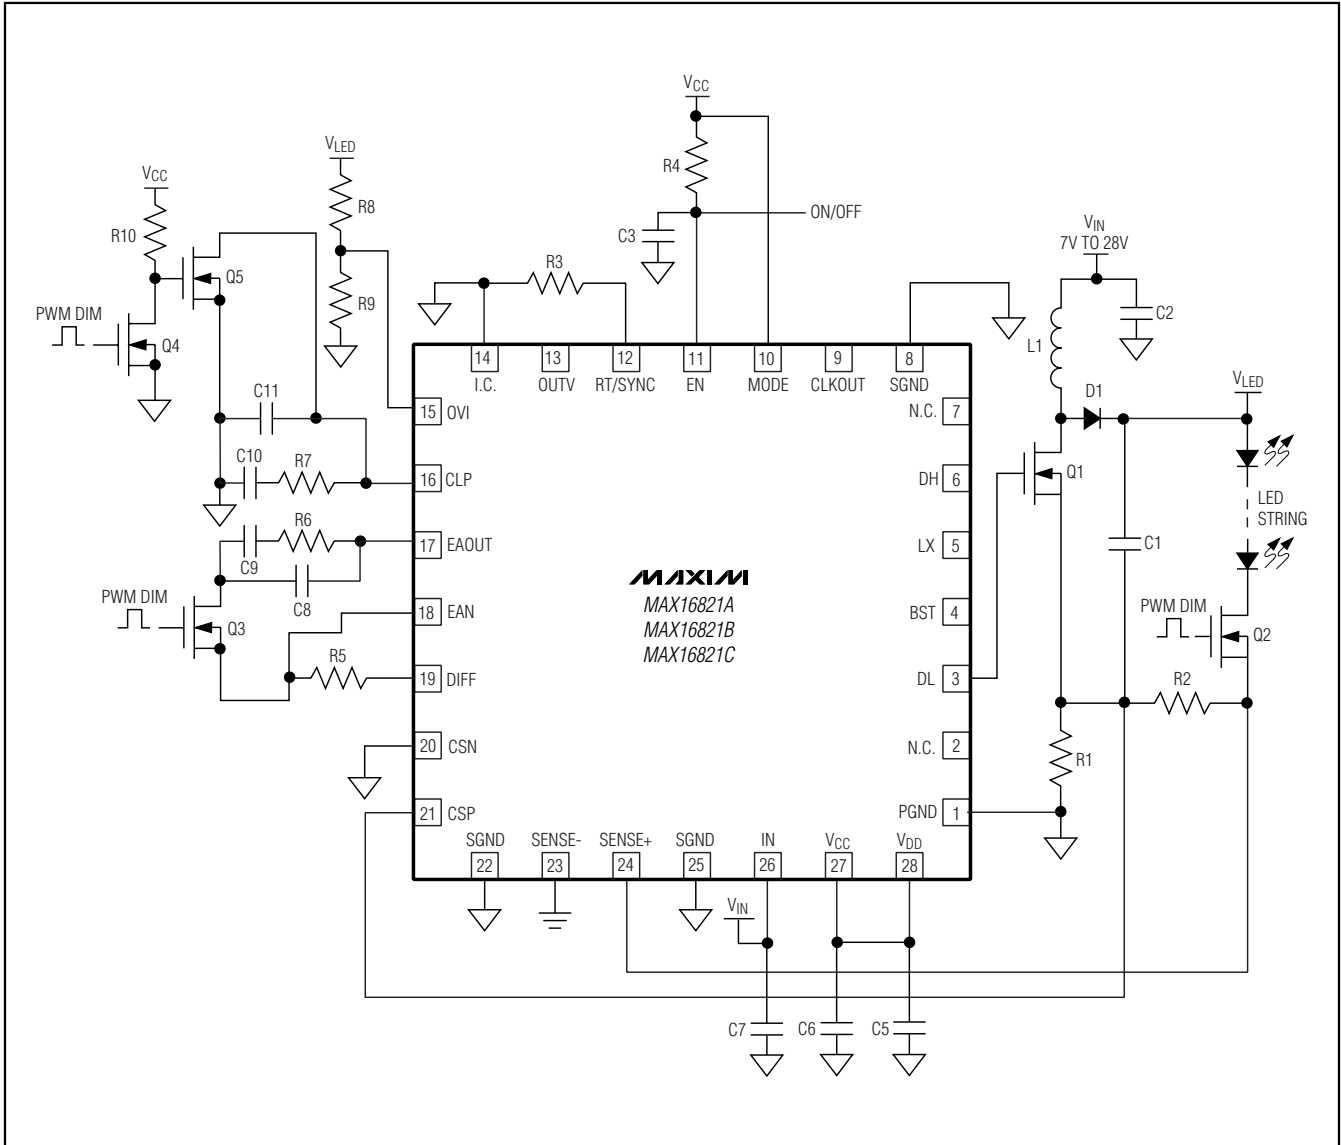 VCC
R4
C3
ON/OFF
VCC
R10
PWM DIM
Q4
Q5
VLED
R8
R9
R3
VIN
7V TO 28V
C2
L1
14
13
12
11
10
9
8
I.C.
OUTV
RT/SYNC
EN
MODE
CLKOUT
SGND
15 OVI
16 CLP
17 EAOUT
18 EAN
19 DIFF
20 CSN
21 CSP
N.C. 7
DH 6
LX 5
BST 4
DL 3
N.C. 2
PGND 1
C11
C10
R7
R6
C9
C8
PWM DIM
Q3
R5
MAXIM
MAX16821A
MAX16821B
MAX16821C
D1
VLED
Q1
C1
LED
STRING
PWM DIM
Q2
R2
R1
SGND
SENSE-
SENSE+
SGND
IN
VCC
VDD
22
23
24
25
26
27
28
VIN
C7
C6
C5